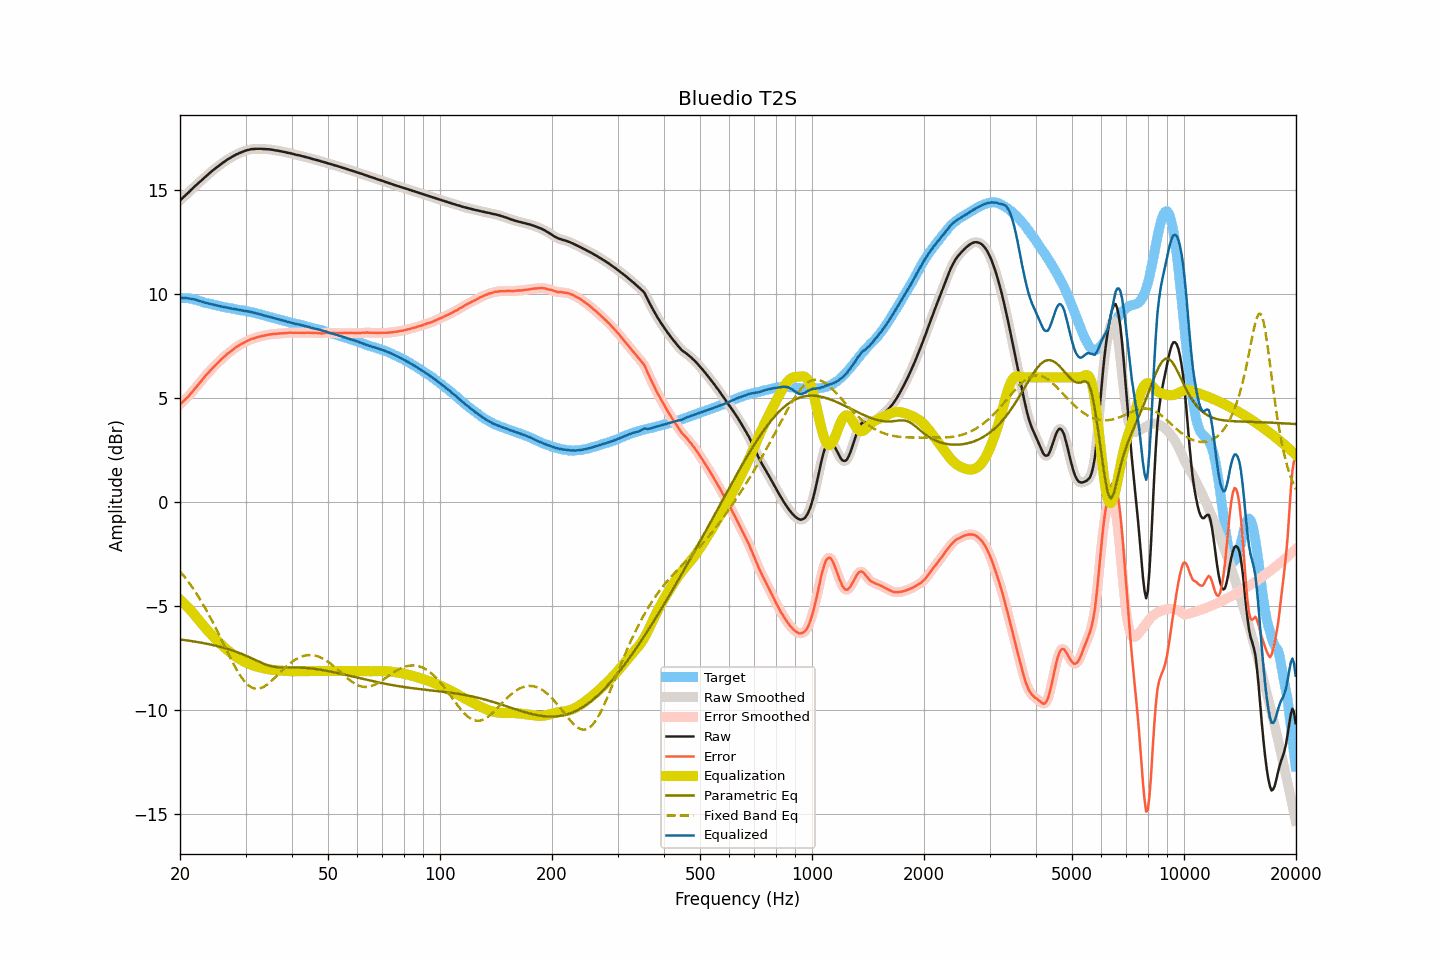 Bluedio T2S
Amplitude (dBr)
15
10
5
0
−5
−10
−15
Target
Raw Smoothed
Error Smoothed
Raw
Error
Equalization
Parametric Eq
Fixed Band Eq
Equalized
20 50 100 200 500 1000 2000 5000 10000 20000
Frequency (Hz)